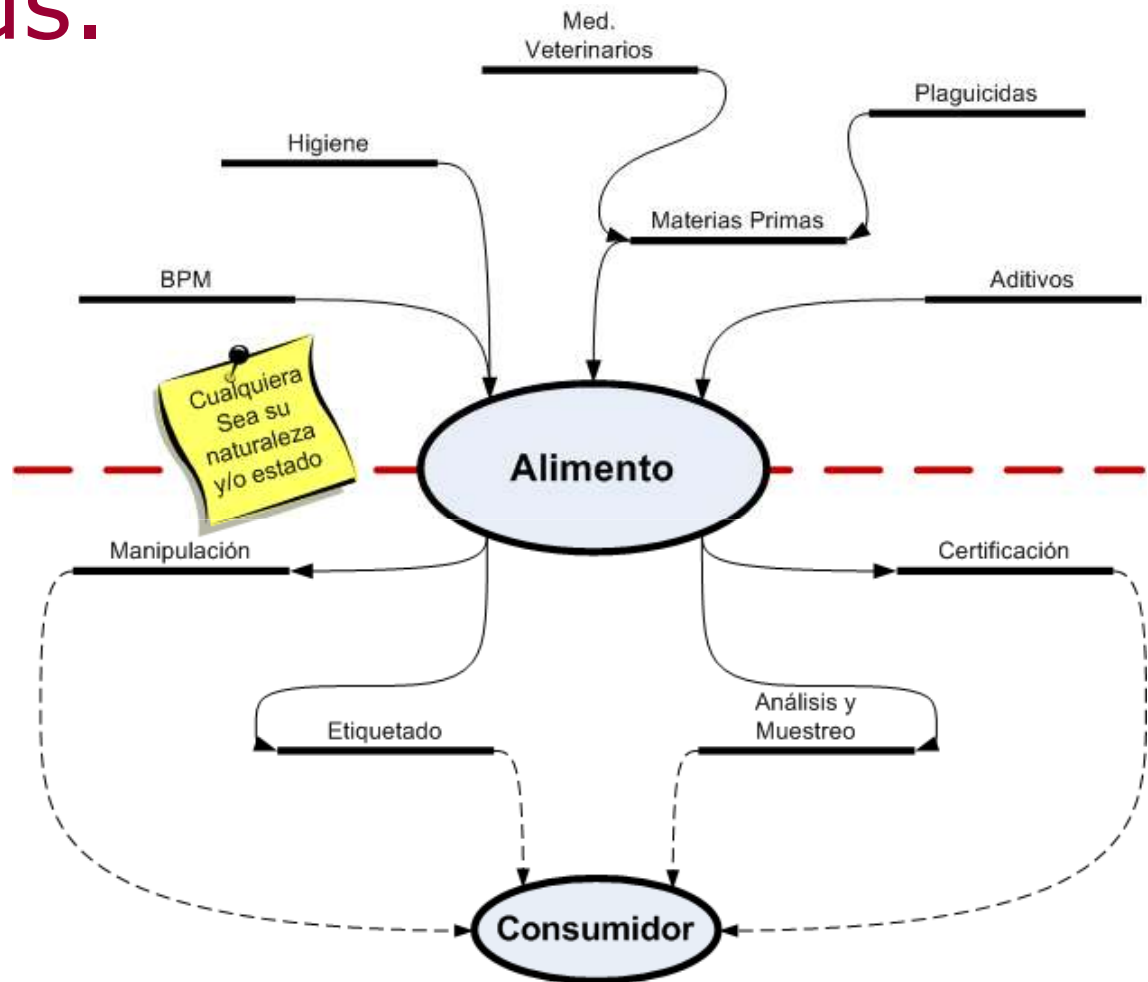 us.
Med.
Veterinarios
Plaguicidas
Higiene
Materias Primas
BPM
Aditivos
Cualquiera
Sea su
naturaleza
y/o estado
Alimento
Manipulación
Certificación
Etiquetado
Análisis y
Muestreo
Consumidor